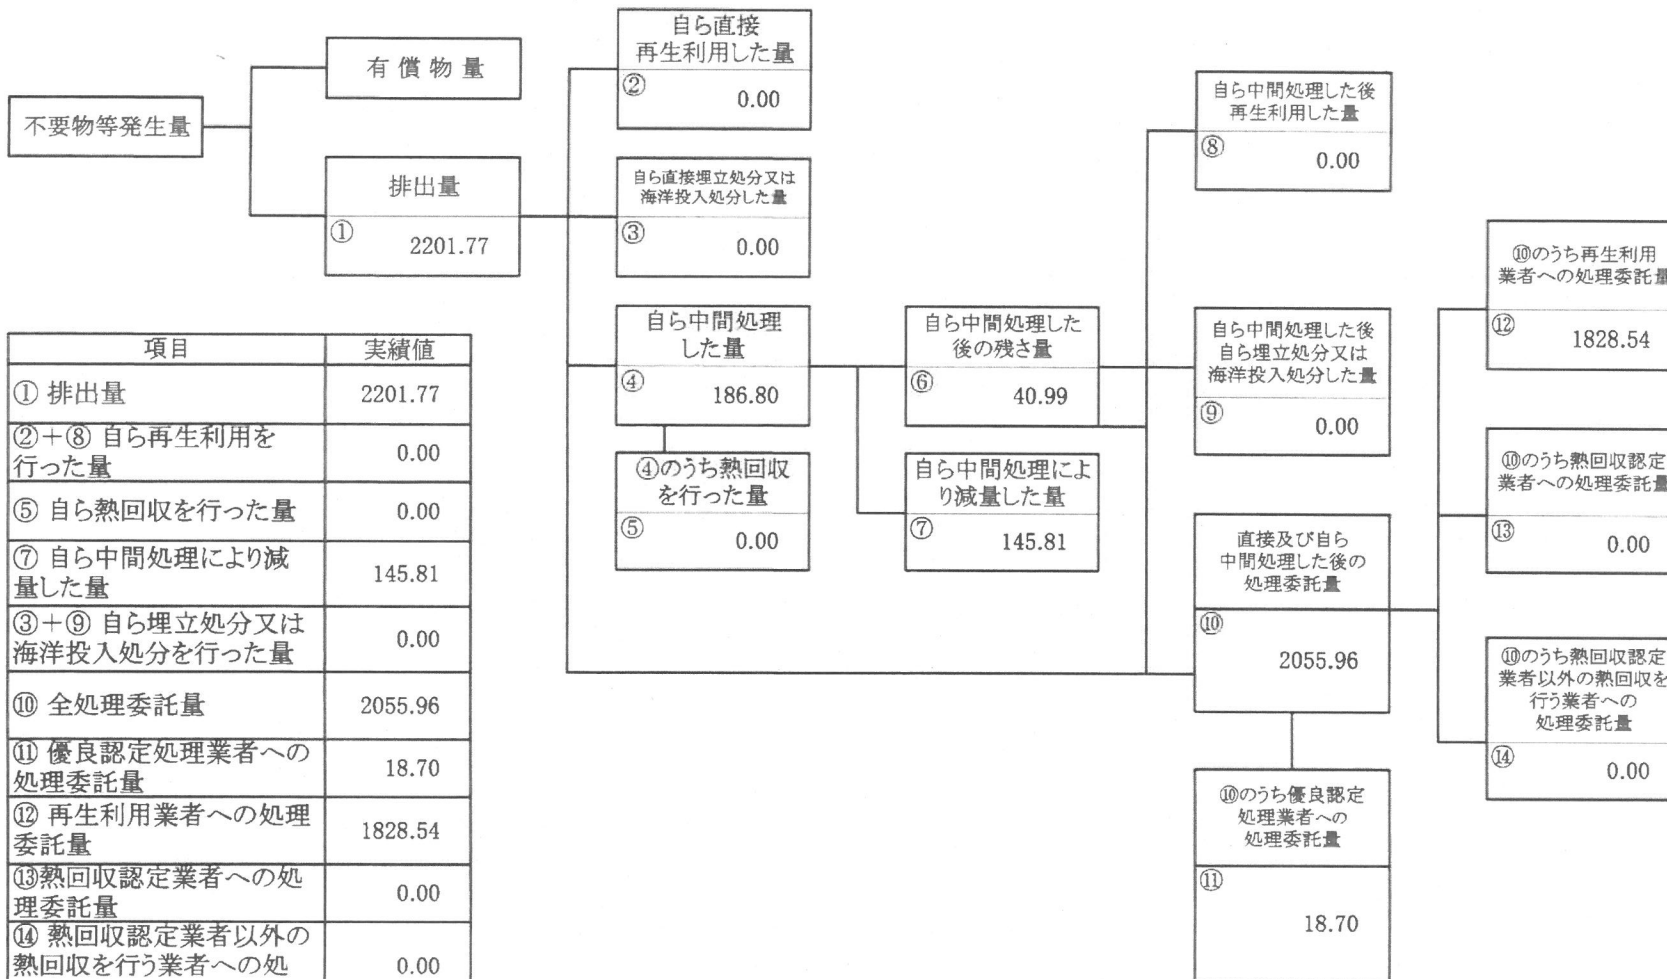 不要物等発生量
有償物量
排出量
① 2201.77
自ら直接
再生利用した量
② 0.00
自ら直接埋立処分又は
海洋投入処分した量
③ 0.00
自ら中間処理
した量
④ 186.80
④のうち熱回収
を行った量
⑤ 0.00
自ら中間処理した
後の残さ量
⑥ 40.99
自ら中間処理によ
り減量した量
⑦ 145.81
自ら中間処理した後
再生利用した量
⑧ 0.00
自ら中間処理した後
自ら埋立処分又は
海洋投入処分した量
⑨ 0.00
直接及び自ら
中間処理した後の
処理委託量
⑩ 2055.96
⑩のうち優良認定
処理業者への
処理委託量
⑪ 18.70
⑩のうち再生利用
業者への処理委託量
⑫ 1828.54
⑩のうち熱回収認定
業者への処理委託量
⑬ 0.00
⑩のうち熱回収認定
業者以外の熱回収を
行う業者への
処理委託量
⑭ 0.00
項目 実績値
① 排出量 2201.77
②+⑧ 自ら再生利用を
行った量 0.00
⑤ 自ら熱回収を行った量 0.00
⑦ 自ら中間処理により減
量した量 145.81
③+⑨ 自ら埋立処分又は
海洋投入処分を行った量 0.00
⑩ 全処理委託量 2055.96
⑪ 優良認定処理業者への
処理委託量 18.70
⑫ 再生利用業者への処理
委託量 1828.54
⑬熱回収認定業者への処
理委託量 0.00
⑭ 熱回収認定業者以外の
熱回収を行う業者への処 0.00